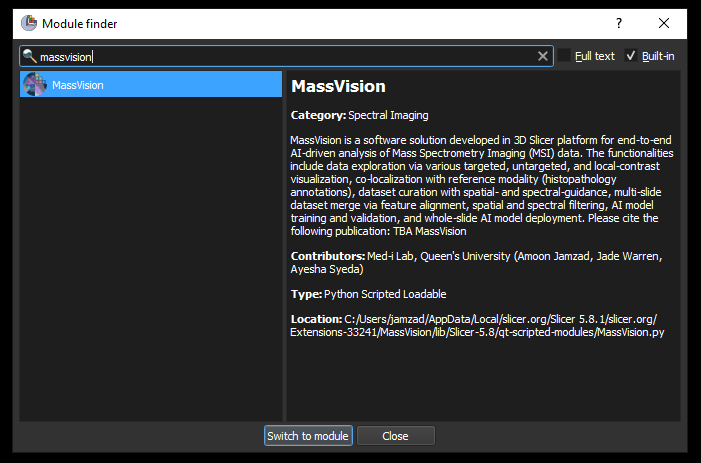 Module finder
? ×
massvision
Full text
Built-in
MassVision
MassVision
Category: Spectral Imaging
MassVision is a software solution developed in 3D Slicer platform for end-to-end
AI-driven analysis of Mass Spectrometry Imaging (MSI) data. The functionalities
include data exploration via various targeted, untargeted, and local-contrast
visualization, co-localization with reference modality (histopathology
annotations), dataset curation with spatial- and spectral-guidance, multi-slide
dataset merge via feature alignment, spatial and spectral filtering, AI model
training and validation, and whole-slide AI model deployment. Please cite the
following publication: TBA MassVision
Contributors: Med-i Lab, Queen's University (Amoon Jamzad, Jade Warren,
Ayesha Syeda)
Type: Python Scripted Loadable
Location: C:/Users/jamzad/AppData/Local/slicer.org/Slicer 5.8.1/slicer.org/
Extensions-33241/MassVision/lib/Slicer-5.8/qt-scripted-modules/MassVision.py
Switch to module
Close